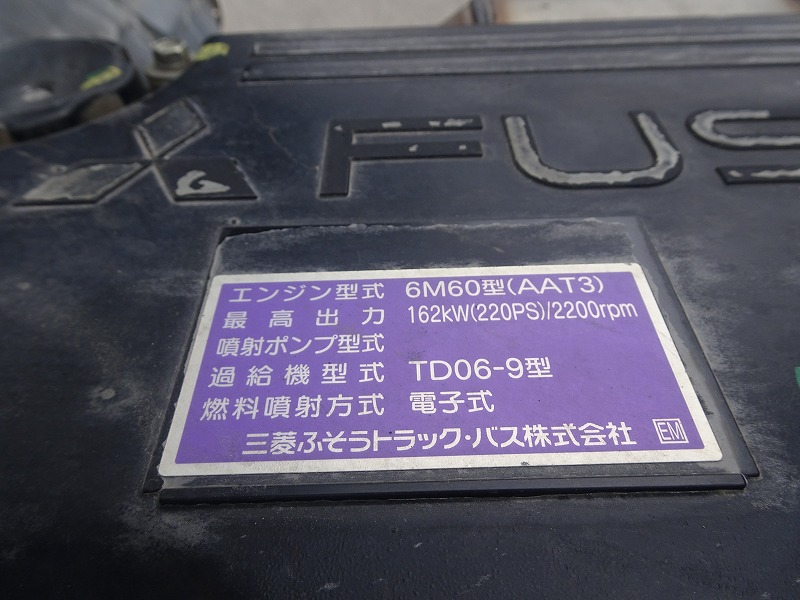 FUS
エンジン型式 6M60型(AAT3)
最高出力 162kW(220PS)/2200rpm
噴射ポンプ型式
過給機型式 TD06-9型
燃料噴射方式 電子式
三菱ふそうトラック・バス株式会社 EM